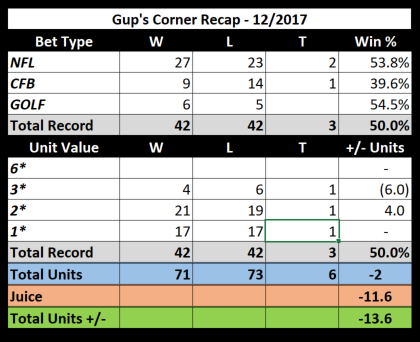 Gup's Corner Recap - 12/2017
Bet Type W L T Win %
NFL 27 23 2 53.8%
CFB 9 14 1 39.6%
GOLF 6 5 54.5%
Total Record 42 42 3 50.0%
Unit Value W L T +/- Units
6* -
3* 4 6 1 (6.0)
2* 21 19 1 4.0
1* 17 17 1 -
Total Record 42 42 3 50.0%
Total Units 71 73 6 -2
Juice -11.6
Total Units +/- -13.6